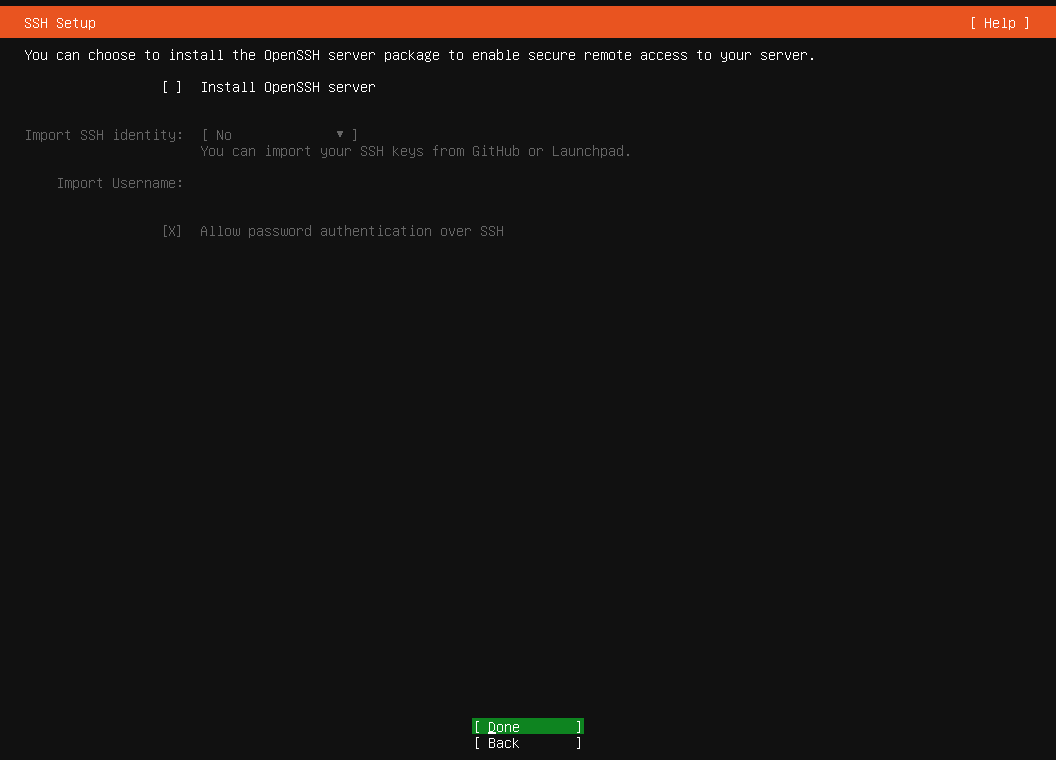 SSH Setup [ Help ]
You can choose to install the OpenSSH server package to enable secure remote access to your server.
[ ] Install OpenSSH server
Import SSH identity: [ No ▼ ]
You can import your SSH keys from GitHub or Launchpad.
Import Username:
[X] Allow password authentication over SSH
[ Done ]
[ Back ]